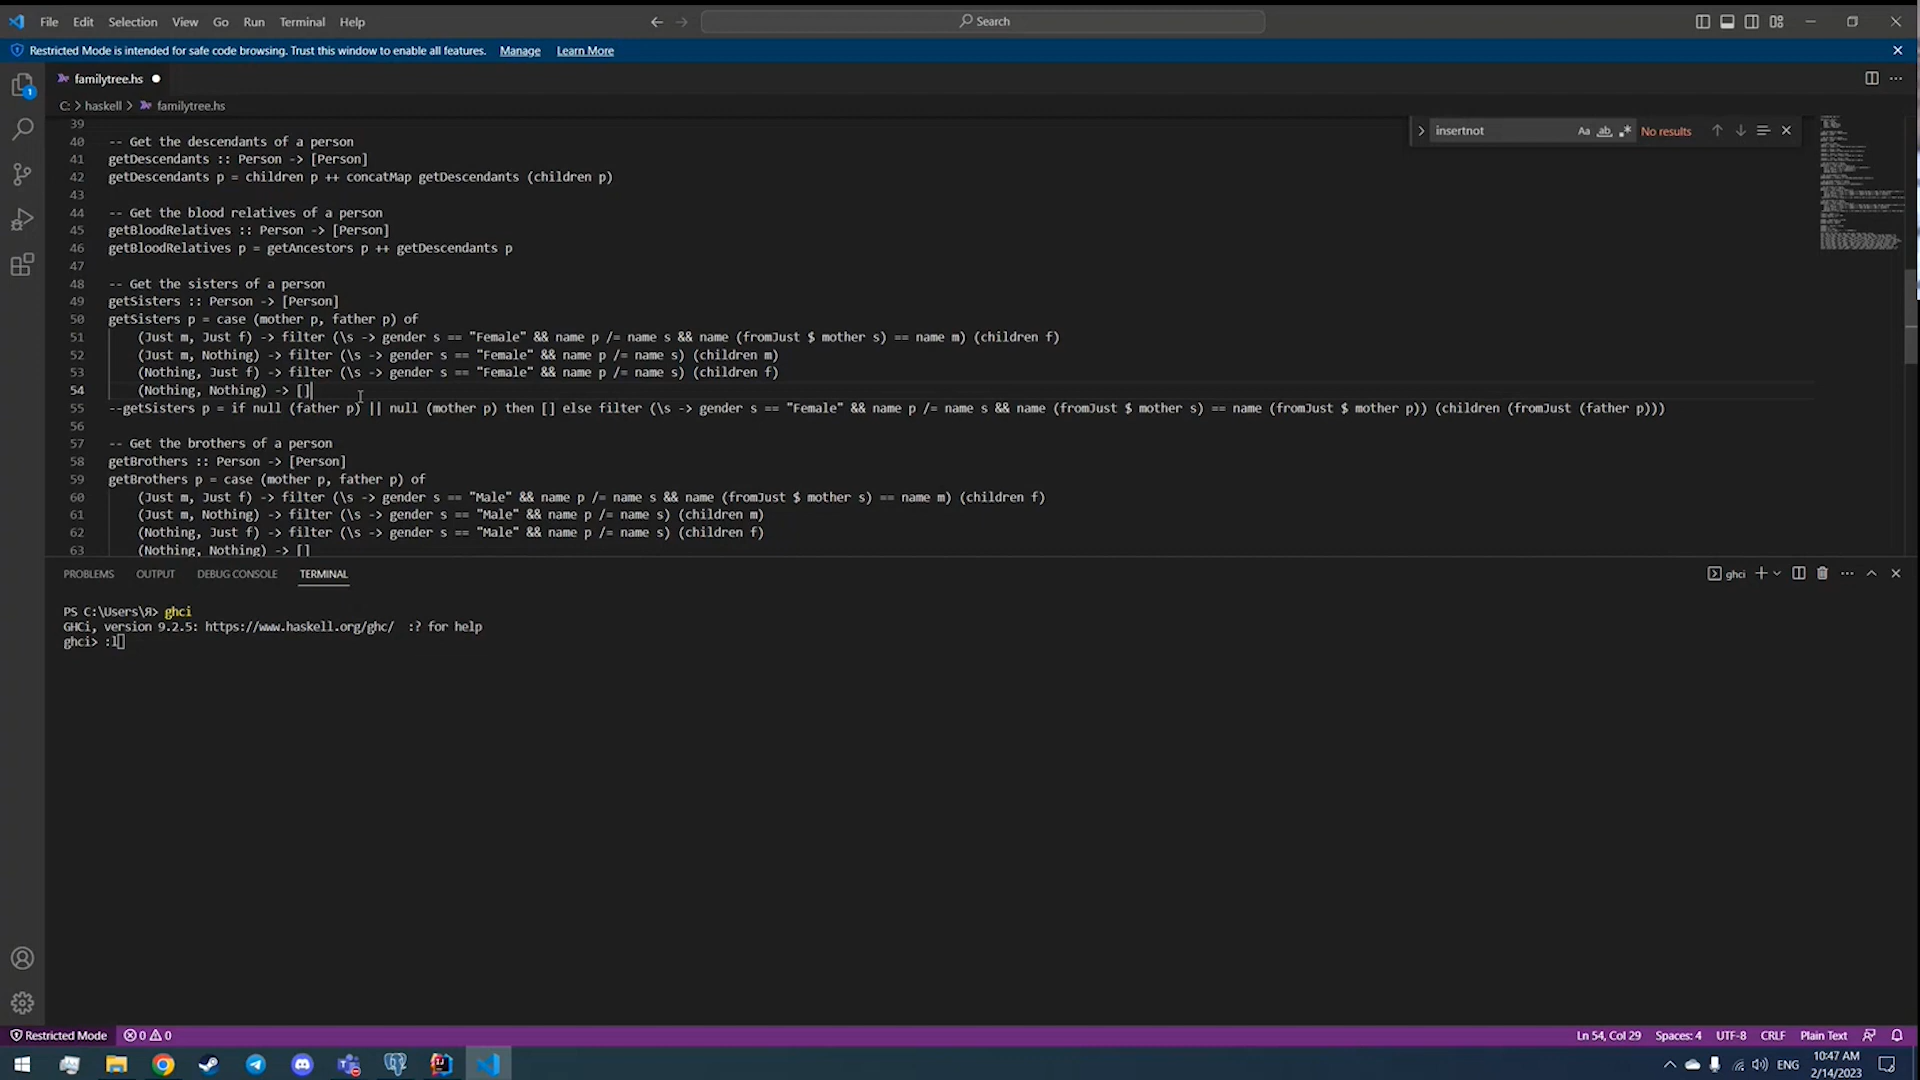 File Edit Selection View Go Run Terminal Help
Search
Restricted Mode is intended for safe code browsing. Trust this window to enable all features. Manage Learn More
familytree.hs
C: > haskell > familytree.hs
insertnot
Aa ab .* No results
1
39
40 -- Get the descendants of a person
41 getDescendants :: Person -> [Person]
42 getDescendants p = children p ++ concatMap getDescendants (children p)
43
44 -- Get the blood relatives of a person
45 getBloodRelatives :: Person -> [Person]
46 getBloodRelatives p = getAncestors p ++ getDescendants p
47
48 -- Get the sisters of a person
49 getSisters :: Person -> [Person]
50 getSisters p = case (mother p, father p) of
51 (Just m, Just f) -> filter (\s -> gender s == "Female" && name p /= name s && name (fromJust $ mother s) == name m) (children f)
52 (Just m, Nothing) -> filter (\s -> gender s == "Female" && name p /= name s) (children m)
53 (Nothing, Just f) -> filter (\s -> gender s == "Female" && name p /= name s) (children f)
54 (Nothing, Nothing) -> []
55 --getSisters p = if null (father p) || null (mother p) then [] else filter (\s -> gender s == "Female" && name p /= name s && name (fromJust $ mother s) == name (fromJust $ mother p)) (children (fromJust (father p)))
56
57 -- Get the brothers of a person
58 getBrothers :: Person -> [Person]
59 getBrothers p = case (mother p, father p) of
60 (Just m, Just f) -> filter (\s -> gender s == "Male" && name p /= name s && name (fromJust $ mother s) == name m) (children f)
61 (Just m, Nothing) -> filter (\s -> gender s == "Male" && name p /= name s) (children m)
62 (Nothing, Just f) -> filter (\s -> gender s == "Male" && name p /= name s) (children f)
63 (Nothing, Nothing) -> []
PROBLEMS OUTPUT DEBUG CONSOLE TERMINAL
ghci
PS C:\Users\Я> ghci
GHCi, version 9.2.5: https://www.haskell.org/ghc/ :? for help
ghci> :l
Restricted Mode 0 0
Ln 54, Col 29 Spaces: 4 UTF-8 CRLF Plain Text
ENG
10:47 AM
2/14/2023